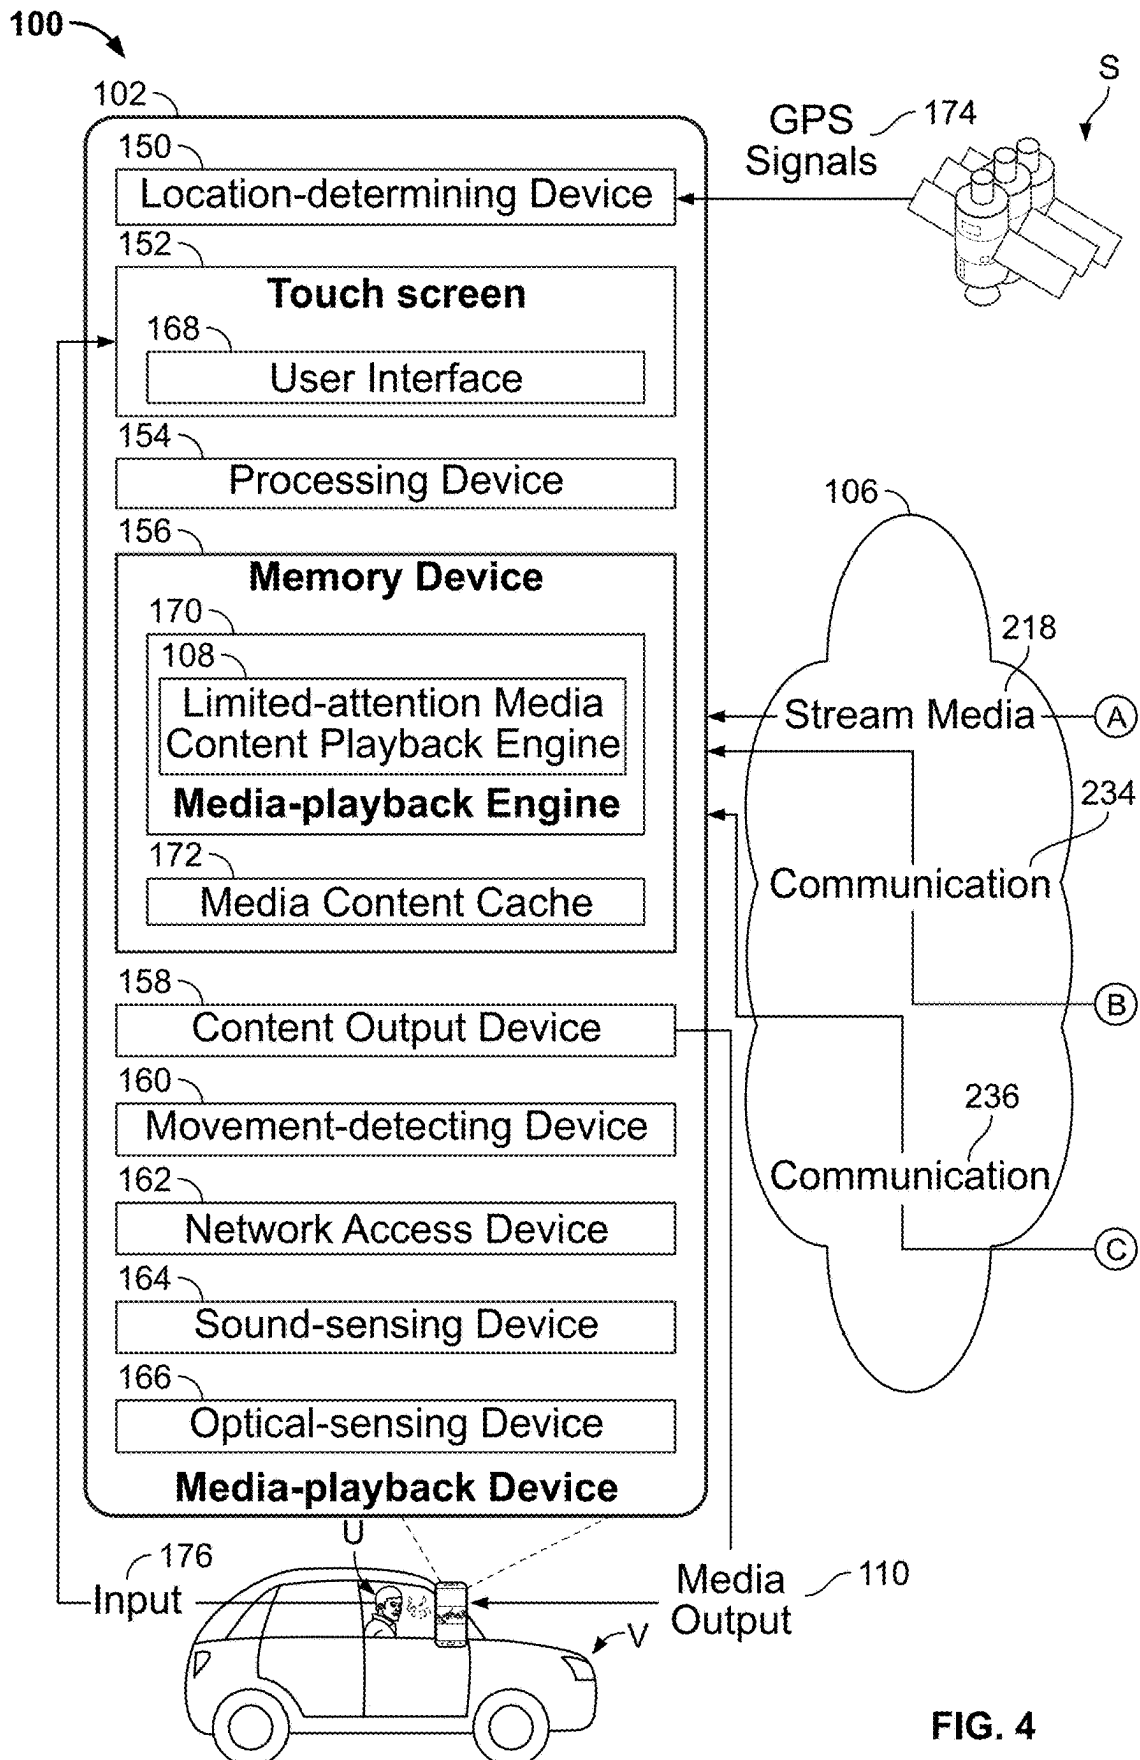 100
102
150
Location-determining Device
GPS
Signals
174
S
152
Touch screen
168
User Interface
154
Processing Device
156
Memory Device
170
108
Limited-attention Media
Content Playback Engine
Media-playback Engine
172
Media Content Cache
158
Content Output Device
160
Movement-detecting Device
162
Network Access Device
164
Sound-sensing Device
166
Optical-sensing Device
Media-playback Device
106
218
Stream Media
A
234
Communication
B
236
Communication
C
U
176
Input
Media
Output
110
V
FIG. 4